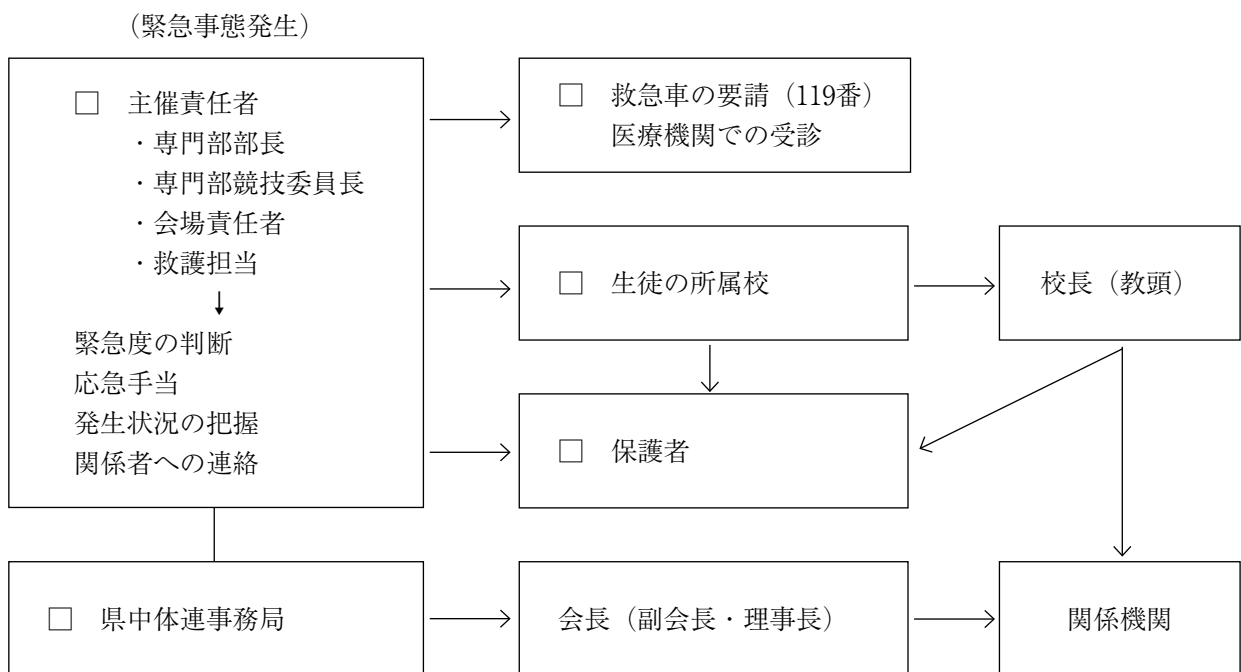 （緊急事態発生）
□ 主催責任者
・専門部部長
・専門部競技委員長
・会場責任者
・救護担当
緊急度の判断
応急手当
発生状況の把握
関係者への連絡
□ 救急車の要請（119番）
医療機関での受診
□ 生徒の所属校
校長（教頭）
□ 保護者
□ 県中体連事務局
会長（副会長・理事長）
関係機関